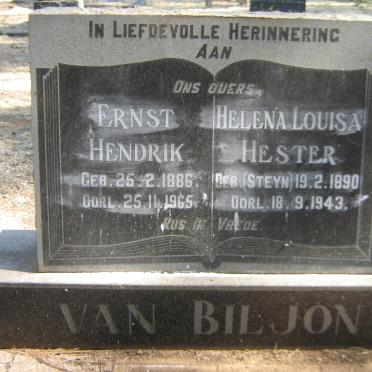 IN LIEFDEVOLLE HERINNERING
AAN
ONS OUERS
ERNST
HENDRIK
GEB. 25.2.1886
OORL. 25.11.1965
HELENA LOUISA
HESTER
GEB. (STEYN) 19.2.1890
OORL. 18.9.1943.
RUS IN VREDE
VAN BILJON